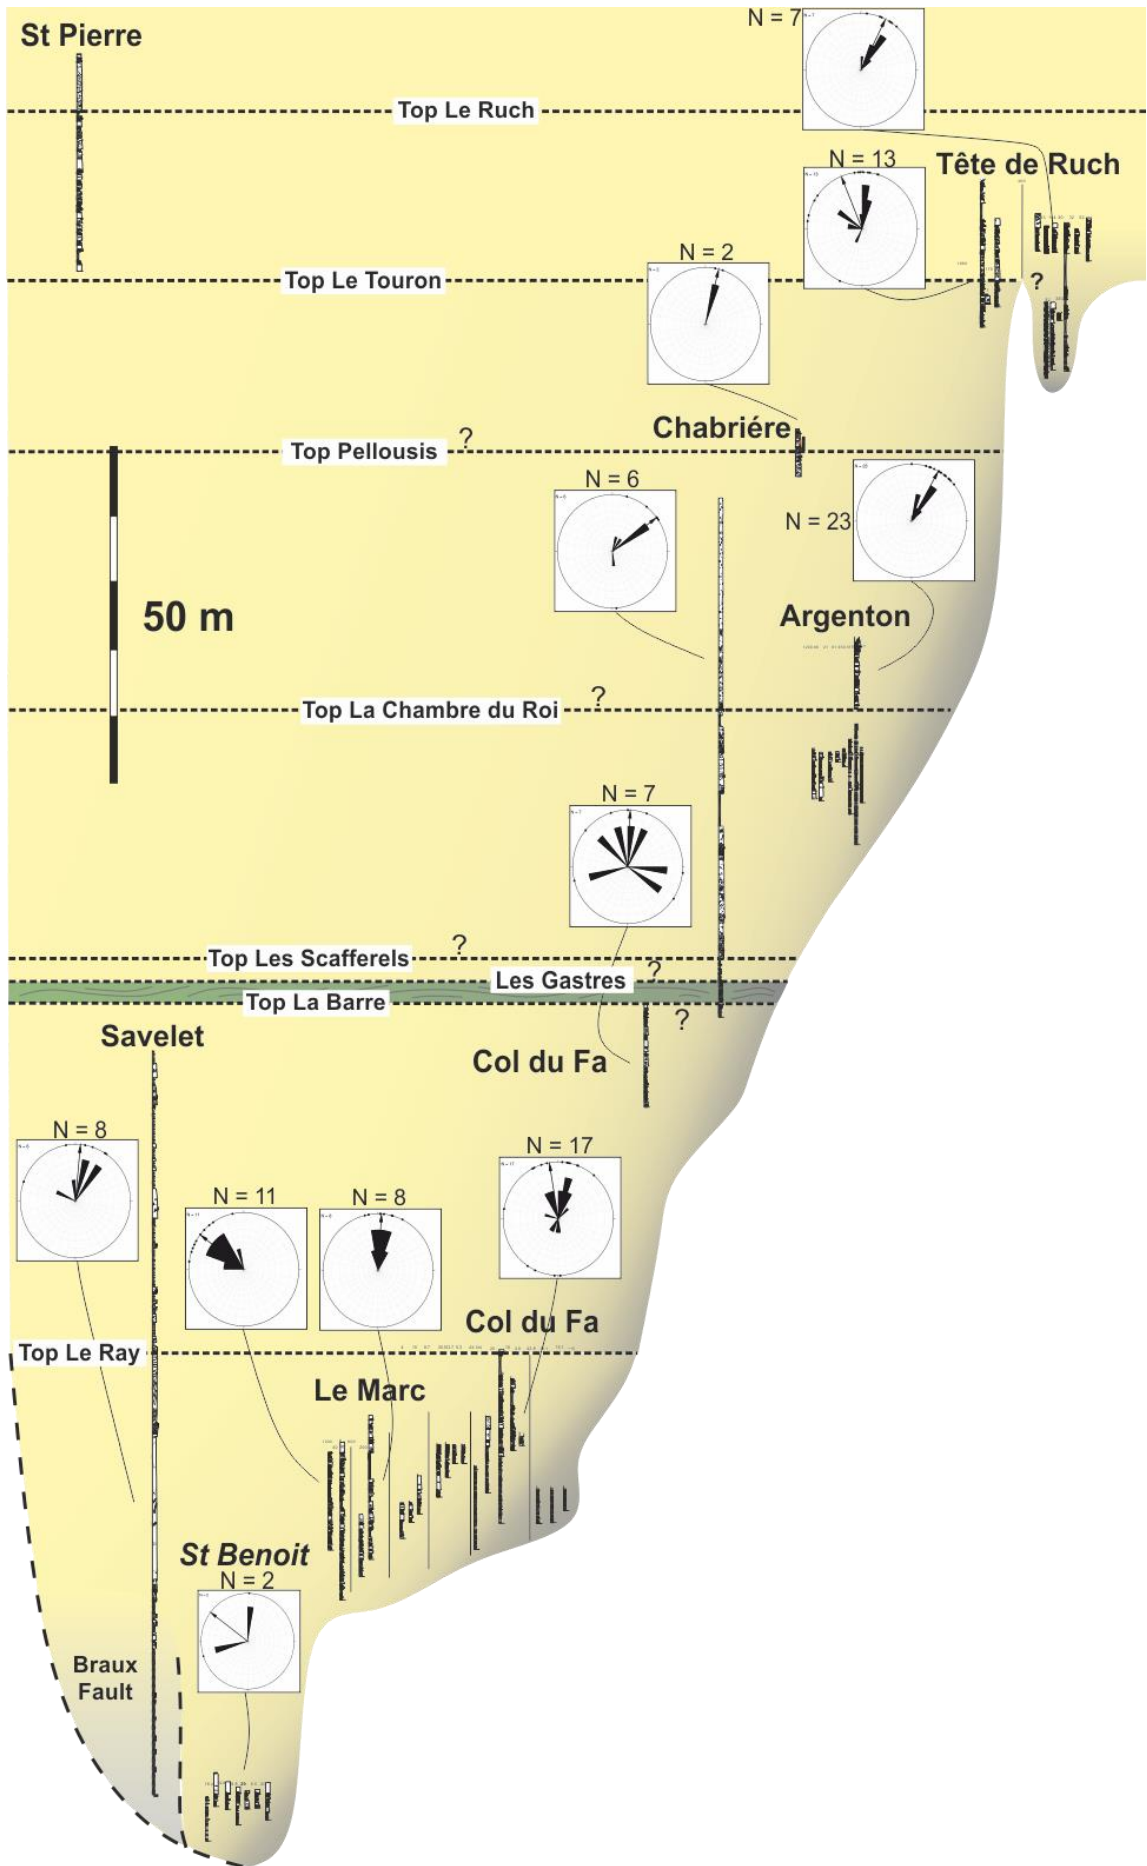 N = 7
St Pierre
Top Le Ruch
N = 13
Tête de Ruch
N = 2
Top Le Touron
?
Chabriére
Top Pellousis
?
N = 6
N = 23
50 m
Argenton
?
Top La Chambre du Roi
N = 7
?
Top Les Scafferels
Les Gastres
?
Top La Barre
?
Savelet
Col du Fa
N = 8
N = 17
N = 11
N = 8
Col du Fa
Top Le Ray
Le Marc
St Benoit
N = 2
Braux
Fault